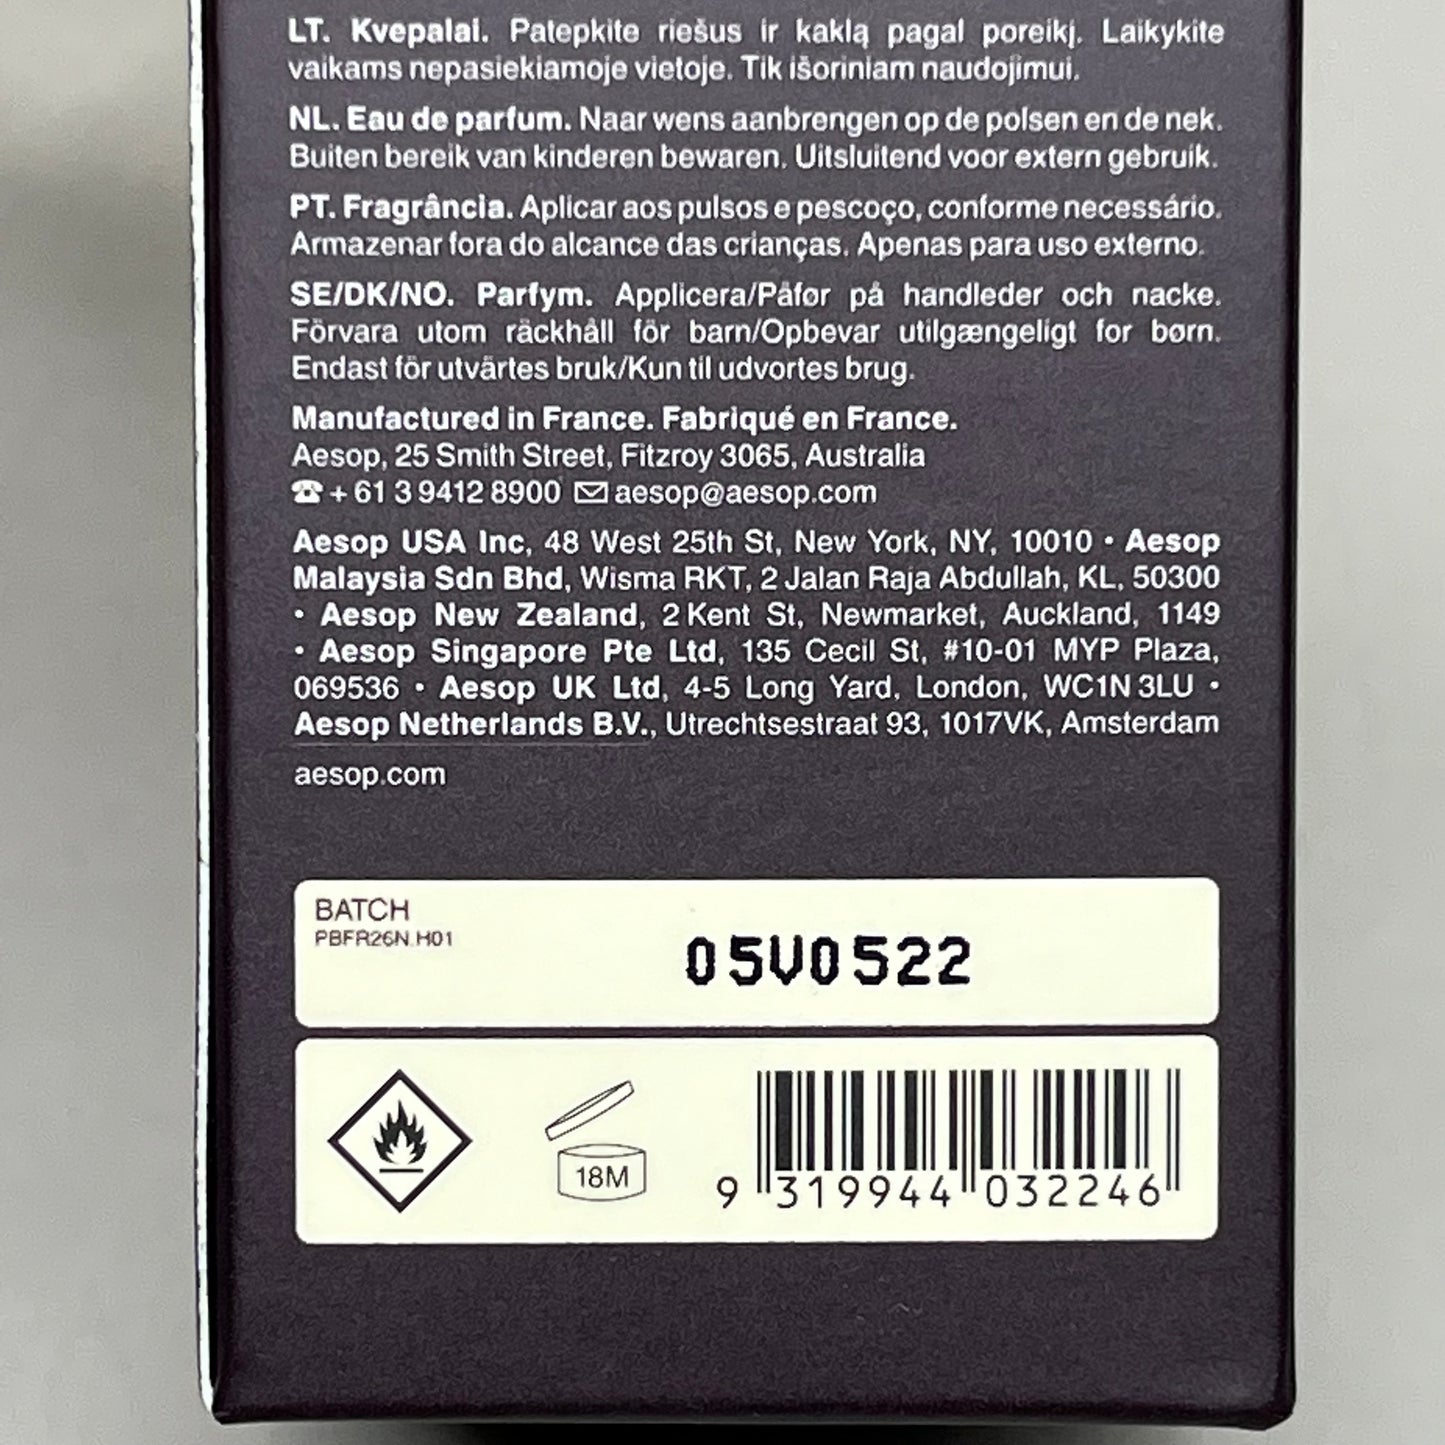 LT. Kvepalai. Patepkite riešus ir kaklą pagal poreikį. Laikykite
vaikams nepasiekiamoje vietoje. Tik išoriniam naudojimui.
NL. Eau de parfum. Naar wens aanbrengen op de polsen en de nek.
Buiten bereik van kinderen bewaren. Uitsluitend voor extern gebruik.
PT. Fragrância. Aplicar aos pulsos e pescoço, conforme necessário.
Armazenar fora do alcance das crianças. Apenas para uso externo.
SE/DK/NO. Parfym. Applicera/Påfør på handleder och nacke.
Förvara utom räckhåll för barn/Opbevar utilgængeligt for børn.
Endast för utvärtes bruk/Kun til udvortes brug.
Manufactured in France. Fabriqué en France.
Aesop, 25 Smith Street, Fitzroy 3065, Australia
☎ + 61 3 9412 8900 ✉ aesop@aesop.com
Aesop USA Inc, 48 West 25th St, New York, NY, 10010 • Aesop
Malaysia Sdn Bhd, Wisma RKT, 2 Jalan Raja Abdullah, KL, 50300
• Aesop New Zealand, 2 Kent St, Newmarket, Auckland, 1149
• Aesop Singapore Pte Ltd, 135 Cecil St, #10-01 MYP Plaza,
069536 • Aesop UK Ltd, 4-5 Long Yard, London, WC1N 3LU •
Aesop Netherlands B.V., Utrechtsestraat 93, 1017VK, Amsterdam
aesop.com
BATCH
PBFR26N.H01
05V0522
18M
9 319944 032246